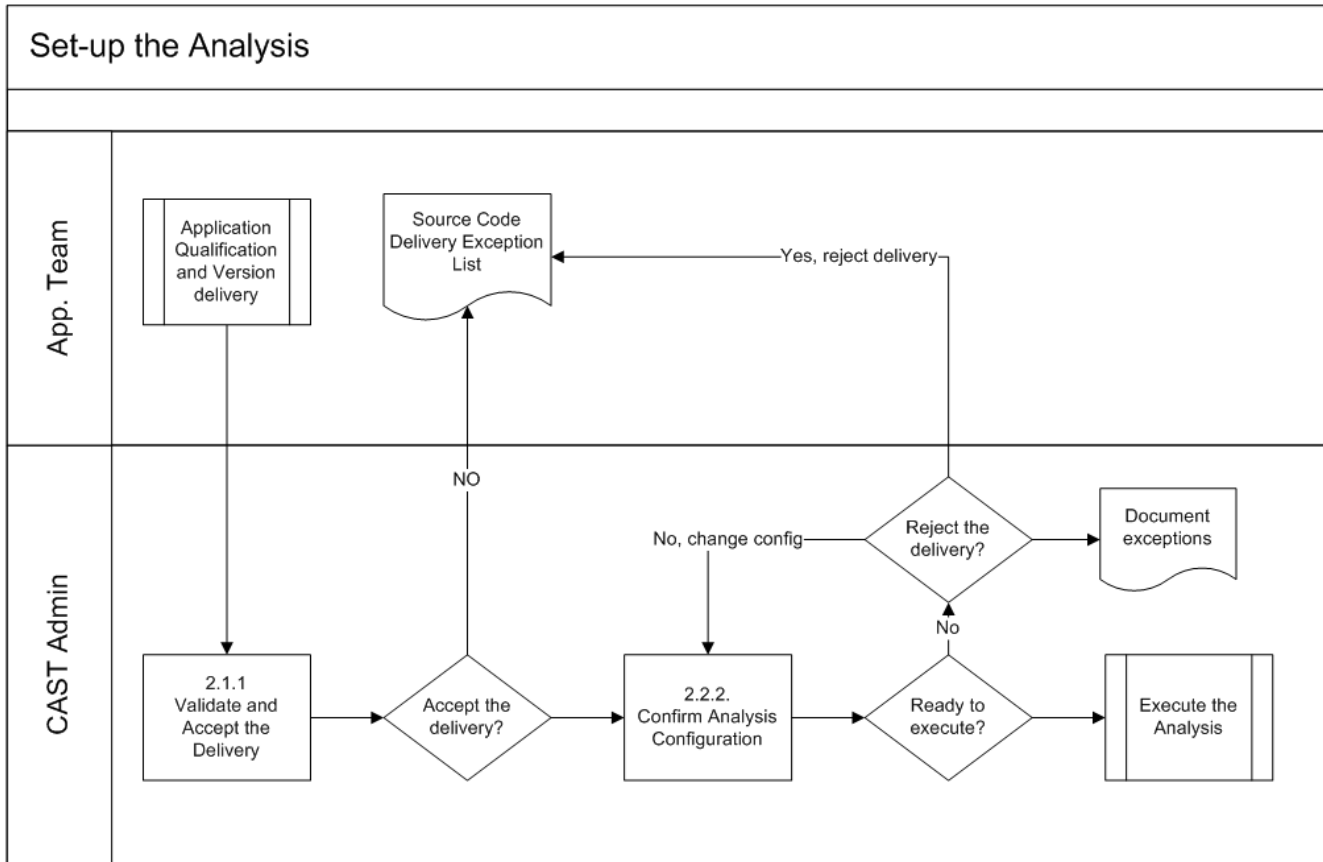 Set-up the Analysis
App. Team
Application
Qualification
and Version
delivery
Source Code
Delivery Exception
List
Yes, reject delivery
CAST Admin
NO
No, change config
Reject the
delivery?
Document
exceptions
No
2.1.1
Validate and
Accept the
Delivery
Accept the
delivery?
2.2.2.
Confirm Analysis
Configuration
Ready to
execute?
Execute the
Analysis